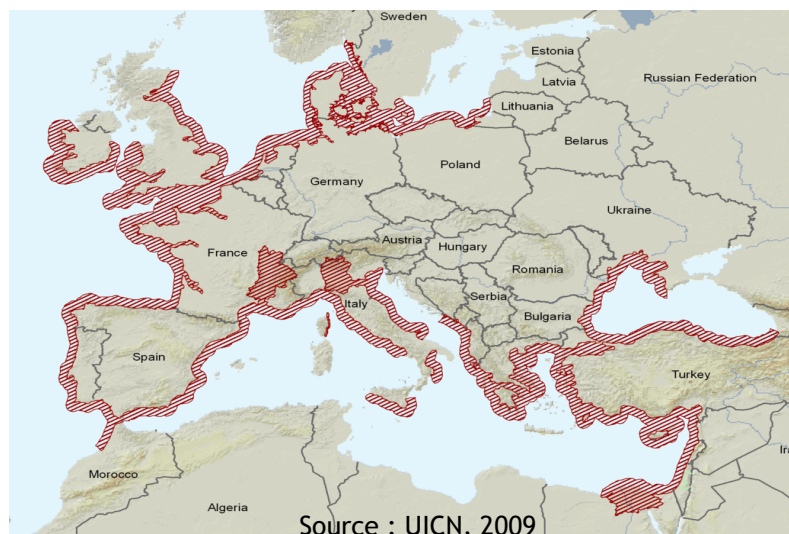 Sweden
Estonia
Russian Federation
Latvia
Lithuania
Belarus
Poland
Germany
Ukraine
Austria
Hungary
France
Romania
Italy
Serbia
Bulgaria
Spain
Turkey
Morocco
Algeria
Source : UICN, 2009